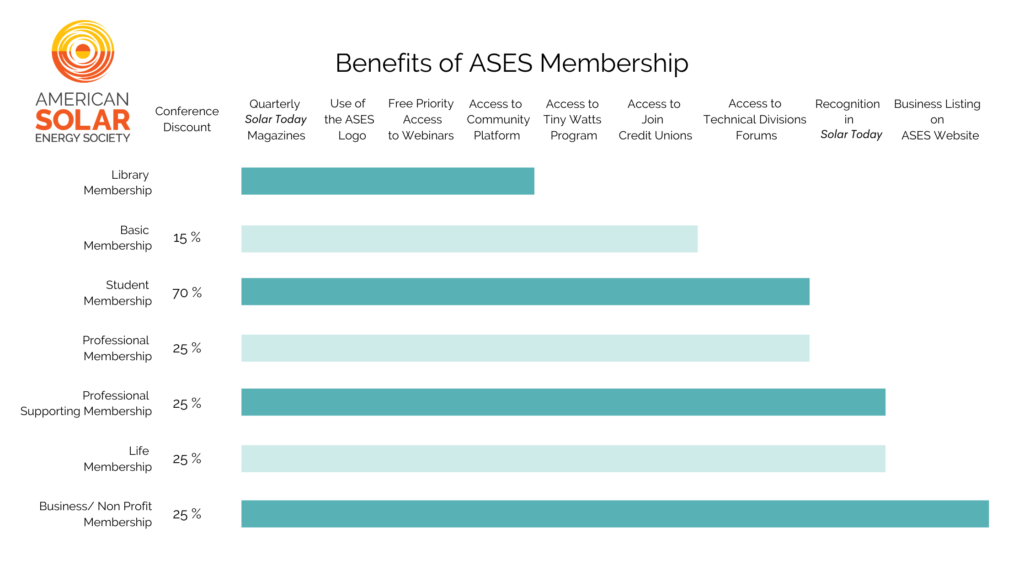 Benefits of ASES Membership
AMERICAN
SOLAR
ENERGY SOCIETY
Conference
Discount
Quarterly
Solar Today
Magazines
Use of
the ASES
Logo
Free Priority
Access
to Webinars
Access to
Community
Platform
Access to
Tiny Watts
Program
Access to
Join
Credit Unions
Access to
Technical Divisions
Forums
Recognition
in
Solar Today
Business Listing
on
ASES Website
Library
Membership
Basic
Membership
15 %
Student
Membership
70 %
Professional
Membership
25 %
Professional
Supporting Membership
25 %
Life
Membership
25 %
Business/ Non Profit
Membership
25 %